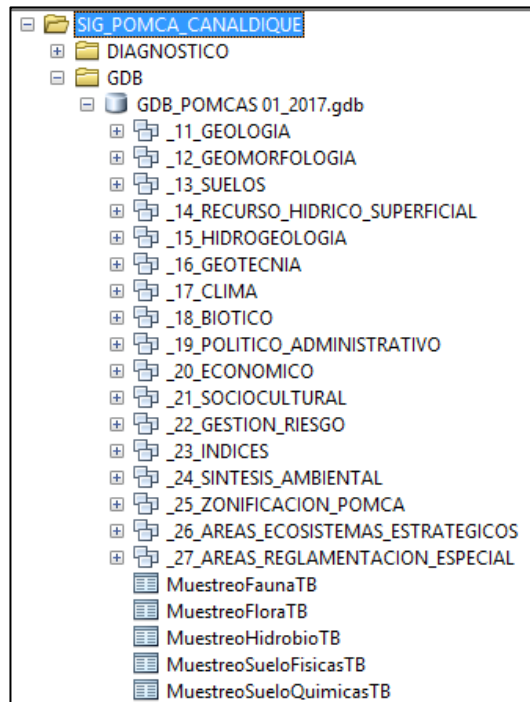 SIG_POMCA_CANALDIQUE
DIAGNOSTICO
GDB
GDB_POMCAS 01_2017.gdb
_11_GEOLOGIA
_12_GEOMORFOLOGIA
_13_SUELOS
_14_RECURSO_HIDRICO_SUPERFICIAL
_15_HIDROGEOLOGIA
_16_GEOTECNIA
_17_CLIMA
_18_BIOTICO
_19_POLITICO_ADMINISTRATIVO
_20_ECONOMICO
_21_SOCIOCULTURAL
_22_GESTION_RIESGO
_23_INDICES
_24_SINTESIS_AMBIENTAL
_25_ZONIFICACION_POMCA
_26_AREAS_ECOSISTEMAS_ESTRATEGICOS
_27_AREAS_REGLAMENTACION_ESPECIAL
MuestreoFaunaTB
MuestreoFloraTB
MuestreoHidrobioTB
MuestreoSueloFisicasTB
MuestreoSueloQuimicasTB